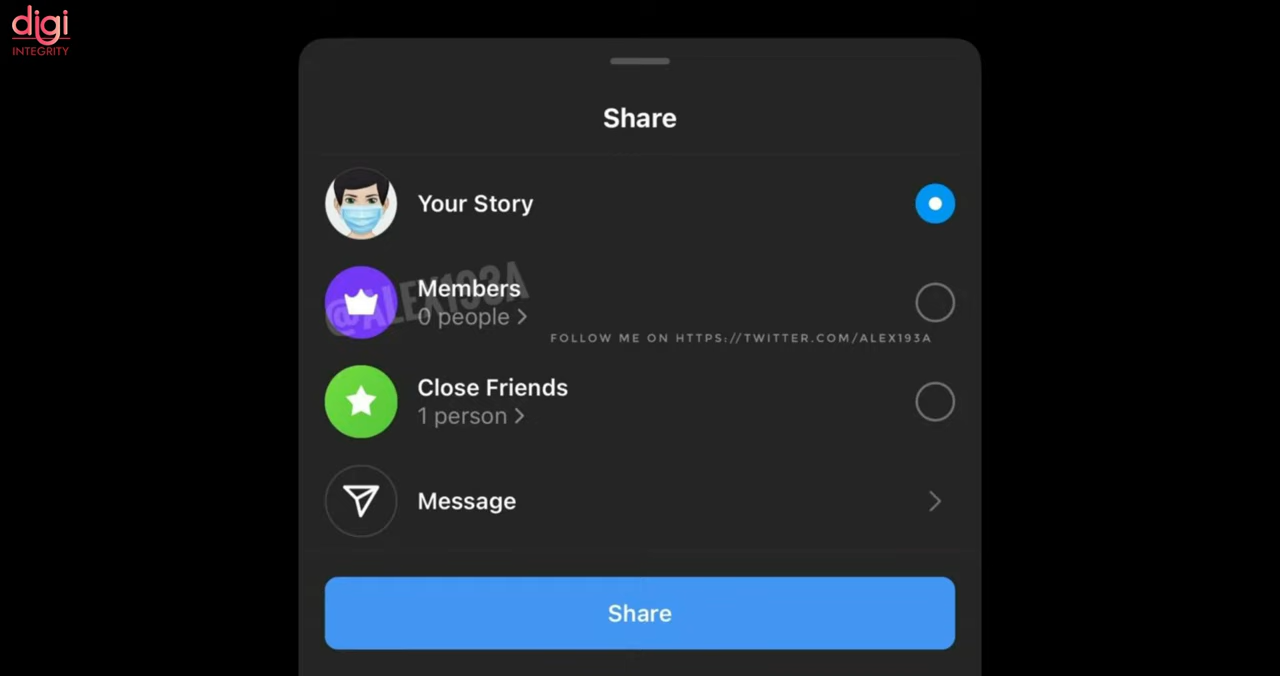 digi
INTEGRITY
Share
Your Story
@ALEX193A
Members
0 people >
FOLLOW ME ON HTTPS://TWITTER.COM/ALEX193A
Close Friends
1 person >
Message
Share